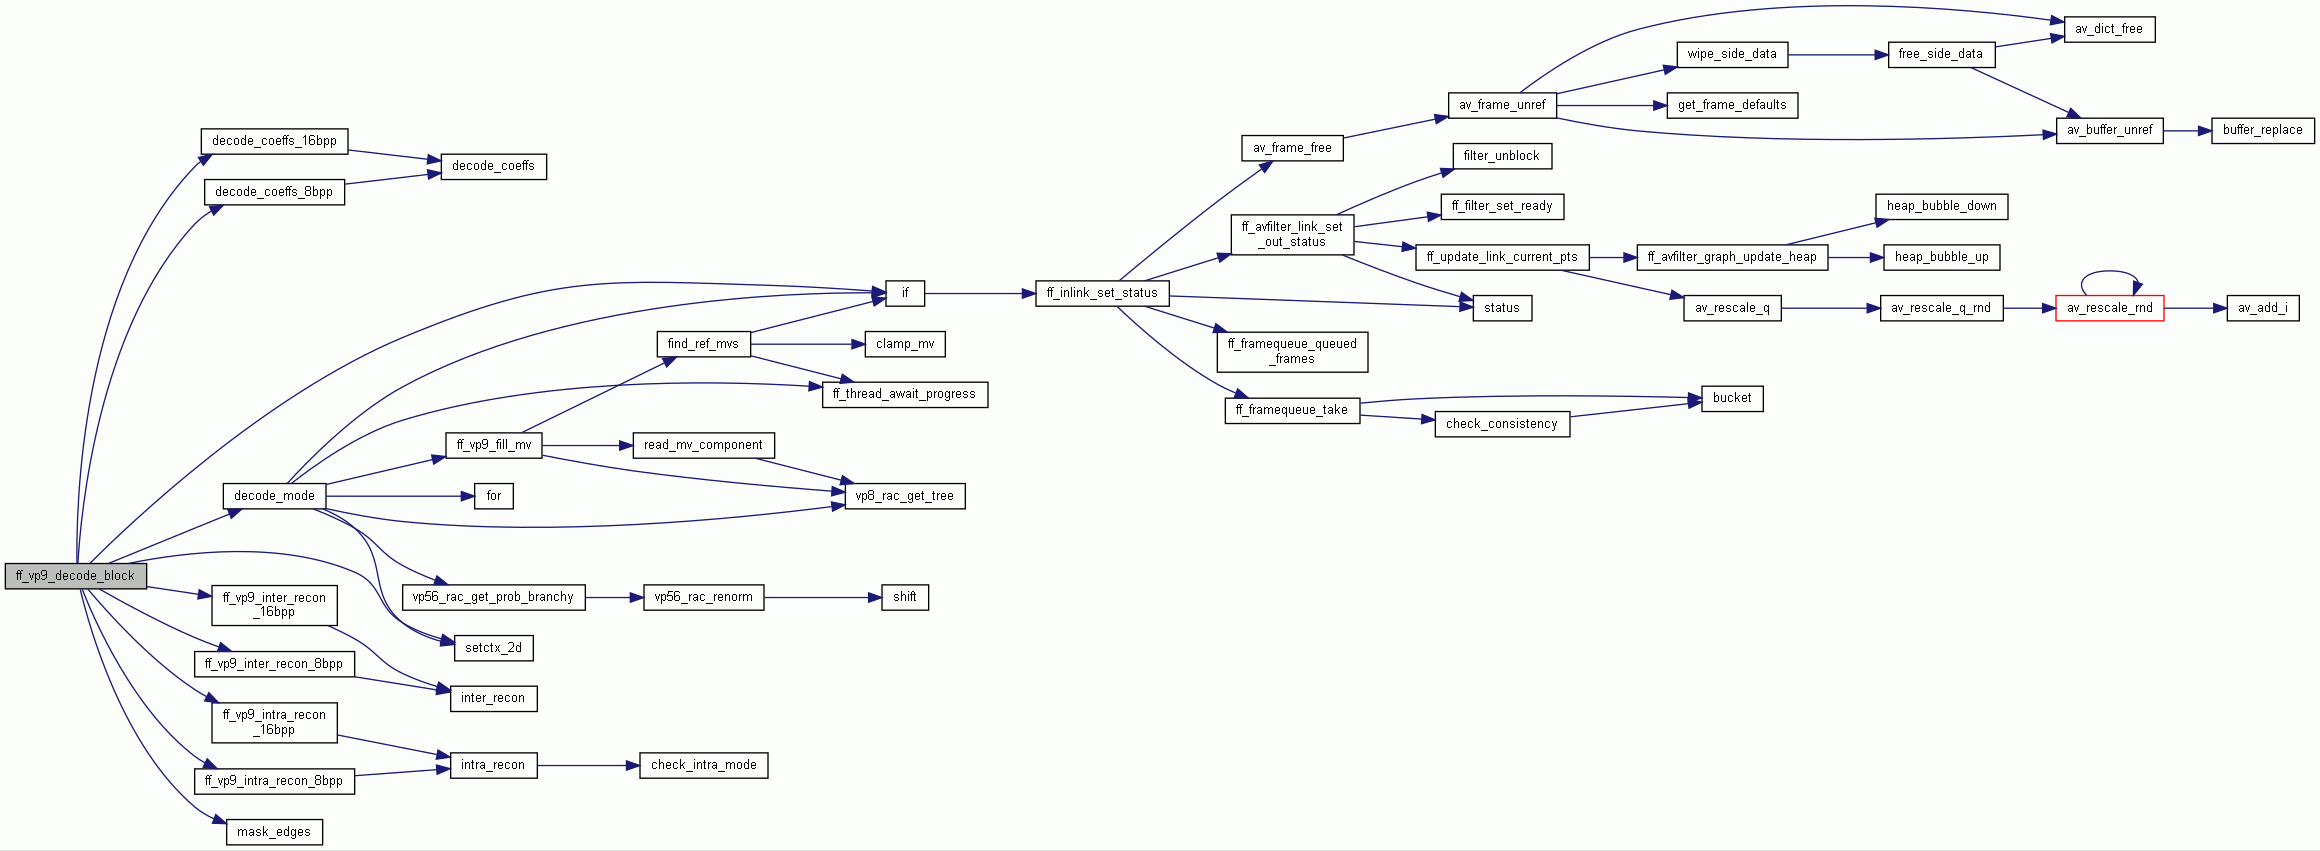 av_dict_free
wipe_side_data
free_side_data
av_frame_unref
get_frame_defaults
av_buffer_unref
buffer_replace
decode_coeffs_16bpp
av_frame_free
filter_unblock
decode_coeffs
decode_coeffs_8bpp
ff_filter_set_ready
heap_bubble_down
ff_avfilter_link_set
_out_status
ff_update_link_current_pts
ff_avfilter_graph_update_heap
heap_bubble_up
if
ff_inlink_set_status
status
av_rescale_q
av_rescale_q_rnd
av_rescale_rnd
av_add_i
find_ref_mvs
clamp_mv
ff_framequeue_queued
_frames
ff_thread_await_progress
bucket
ff_framequeue_take
check_consistency
ff_vp9_fill_mv
read_mv_component
decode_mode
for
vp8_rac_get_tree
ff_vp9_decode_block
ff_vp9_inter_recon
_16bpp
vp56_rac_get_prob_branchy
vp56_rac_renorm
shift
setctx_2d
ff_vp9_inter_recon_8bpp
inter_recon
ff_vp9_intra_recon
_16bpp
intra_recon
check_intra_mode
ff_vp9_intra_recon_8bpp
mask_edges